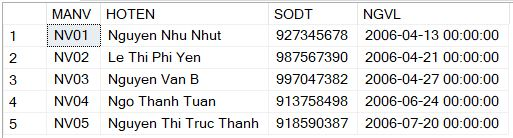 MANV HOTEN SODT NGVL
1 NV01 Nguyen Nhu Nhut 927345678 2006-04-13 00:00:00
2 NV02 Le Thi Phi Yen 987567390 2006-04-21 00:00:00
3 NV03 Nguyen Van B 997047382 2006-04-27 00:00:00
4 NV04 Ngo Thanh Tuan 913758498 2006-06-24 00:00:00
5 NV05 Nguyen Thi Truc Thanh 918590387 2006-07-20 00:00:00